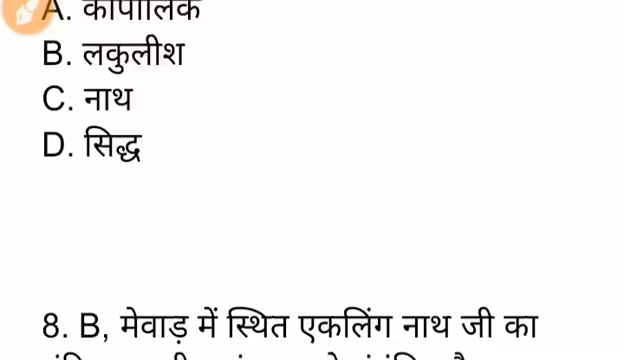 A. कापालिक
B. लकुलीश
C. नाथ
D. सिद्ध
8. B, मेवाड़ में स्थित एकलिंग नाथ जी का